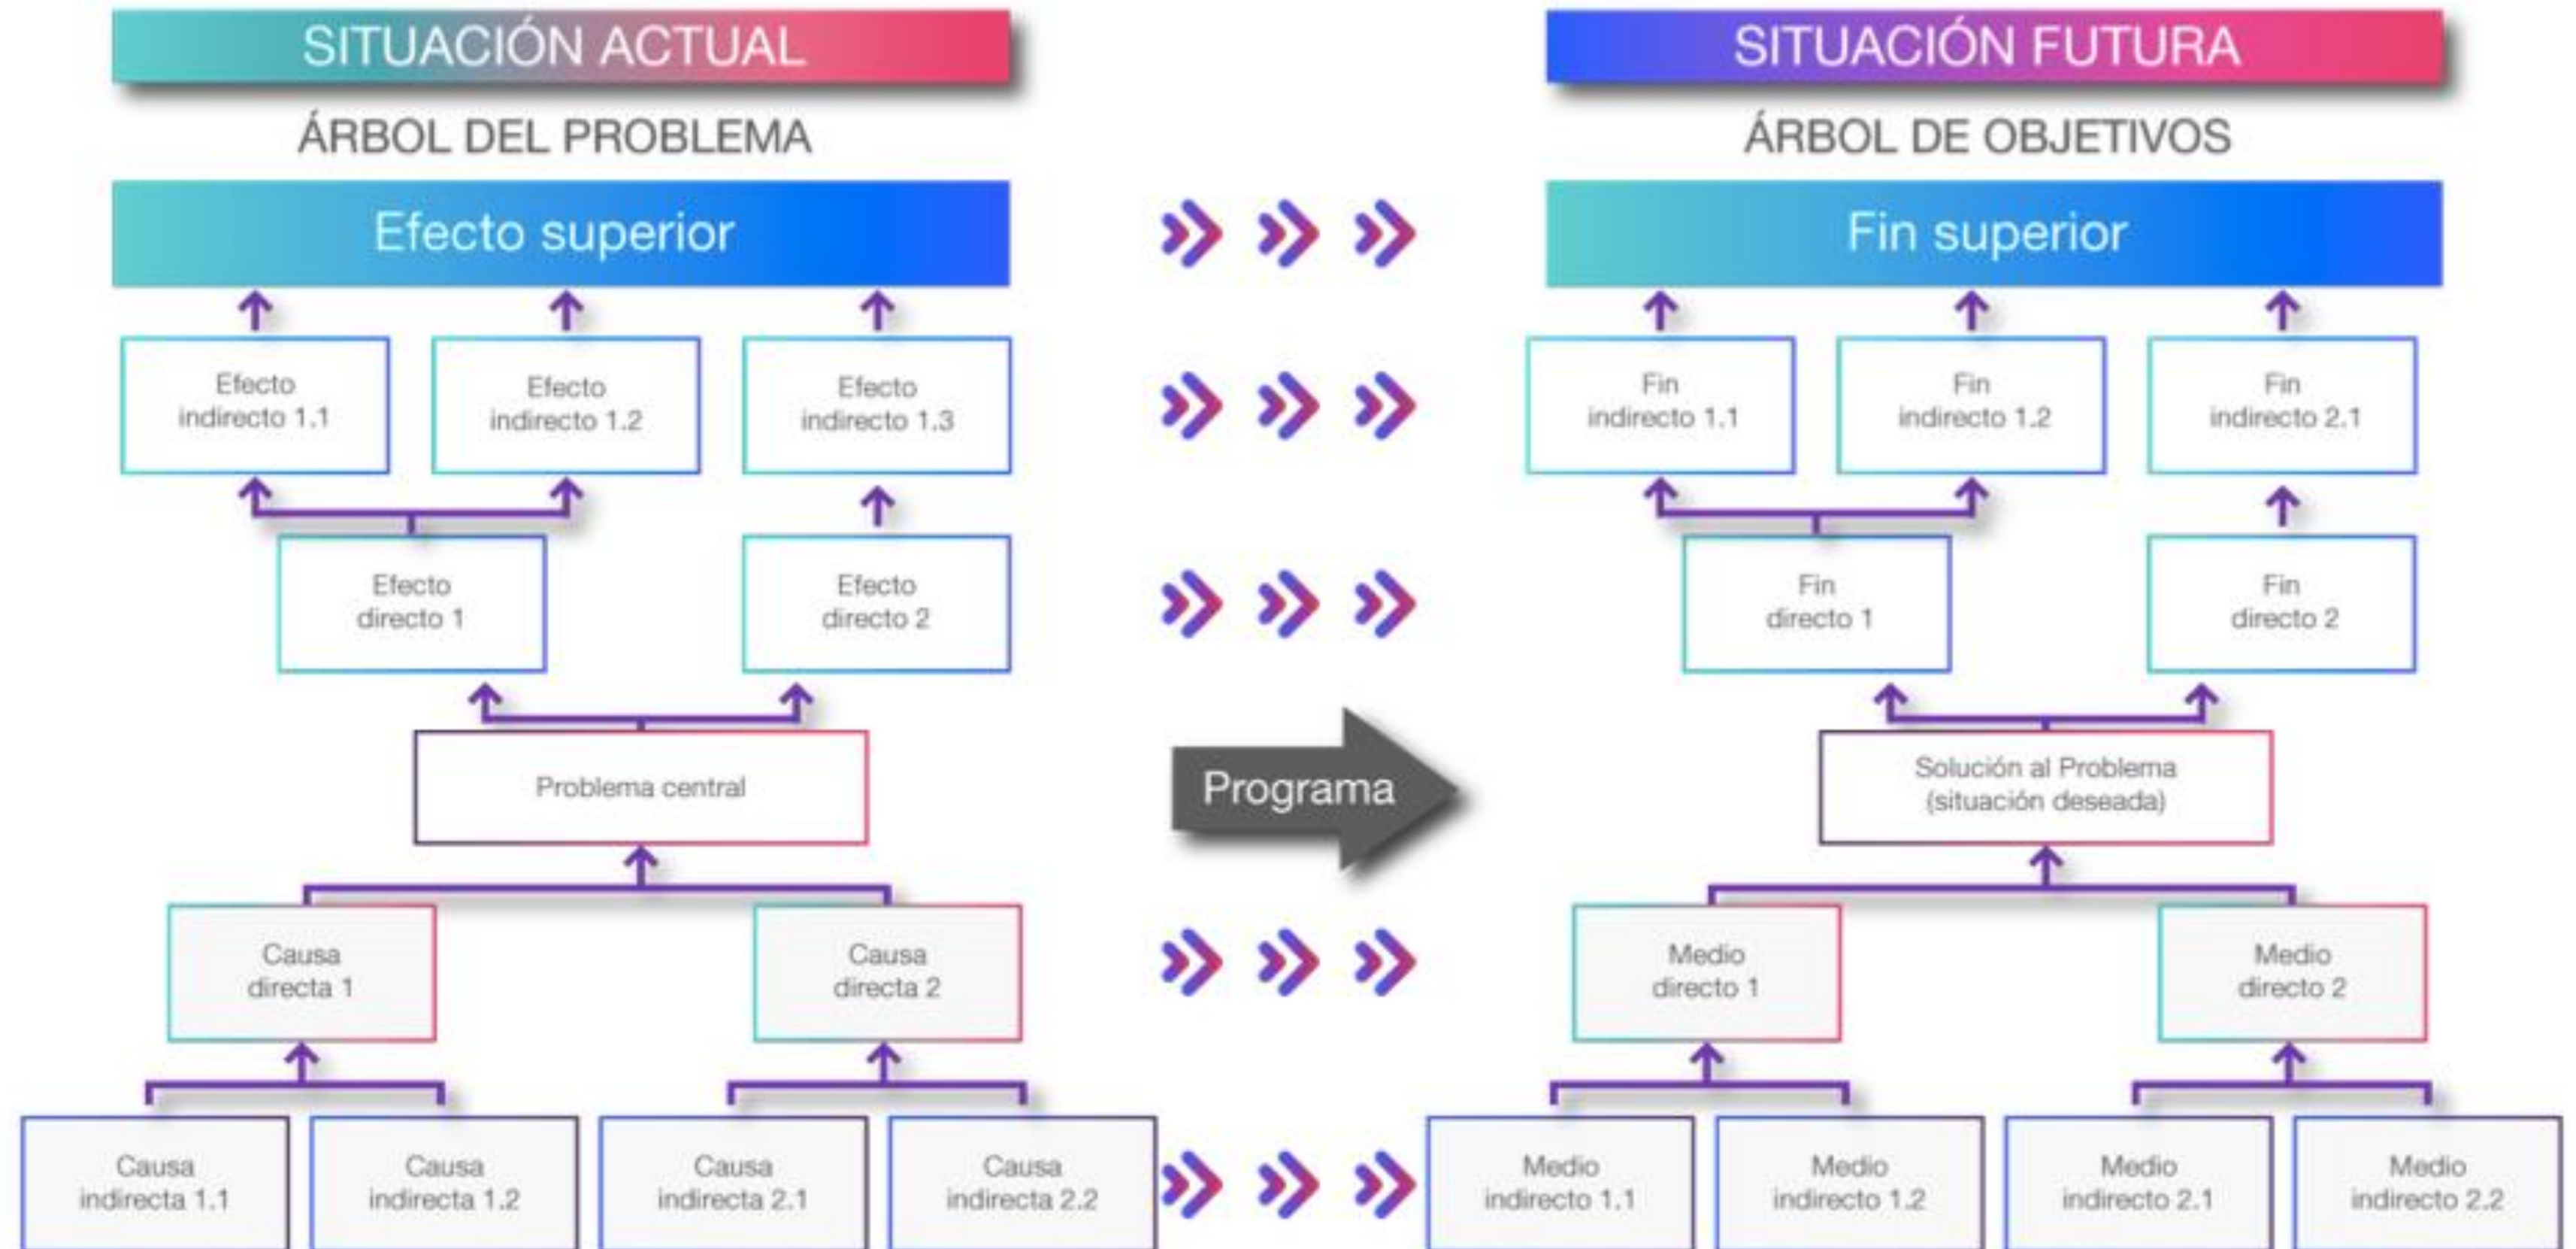 SITUACIÓN ACTUAL
ÁRBOL DEL PROBLEMA
Efecto superior
Efecto
indirecto 1.1
Efecto
indirecto 1.2
Efecto
indirecto 1.3
Efecto
directo 1
Efecto
directo 2
Problema central
Causa
directa 1
Causa
directa 2
Causa
indirecta 1.1
Causa
indirecta 1.2
Causa
indirecta 2.1
Causa
indirecta 2.2
Programa
SITUACIÓN FUTURA
ÁRBOL DE OBJETIVOS
Fin superior
Fin
indirecto 1.1
Fin
indirecto 1.2
Fin
indirecto 2.1
Fin
directo 1
Fin
directo 2
Solución al Problema
(situación deseada)
Medio
directo 1
Medio
directo 2
Medio
indirecto 1.1
Medio
indirecto 1.2
Medio
indirecto 2.1
Medio
indirecto 2.2